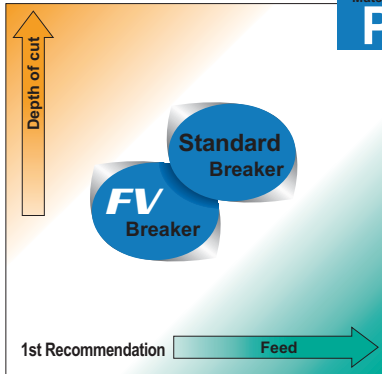 P
Depth of cut
Standard
Breaker
FV
Breaker
1st Recommendation
Feed